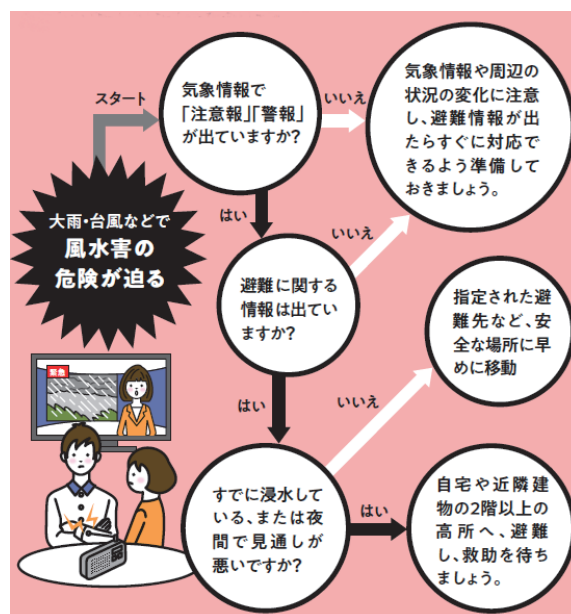 スタート
大雨・台風などで
風水害の
危険が迫る
気象情報で
「注意報」「警報」
が出ていますか?
いいえ
気象情報や周辺の
状況の変化に注意
し、避難情報が出
たらすぐに対応で
きるよう準備して
おきましょう。
はい
いいえ
避難に関する
情報は出てい
ますか?
指定された避
難先など、安
全な場所に早
めに移動
はい
いいえ
緊急
すでに浸水して
いる、または夜
間で見通しが
悪いですか?
はい
自宅や近隣建
物の2階以上の
高所へ、避難
し、救助を待ち
ましょう。